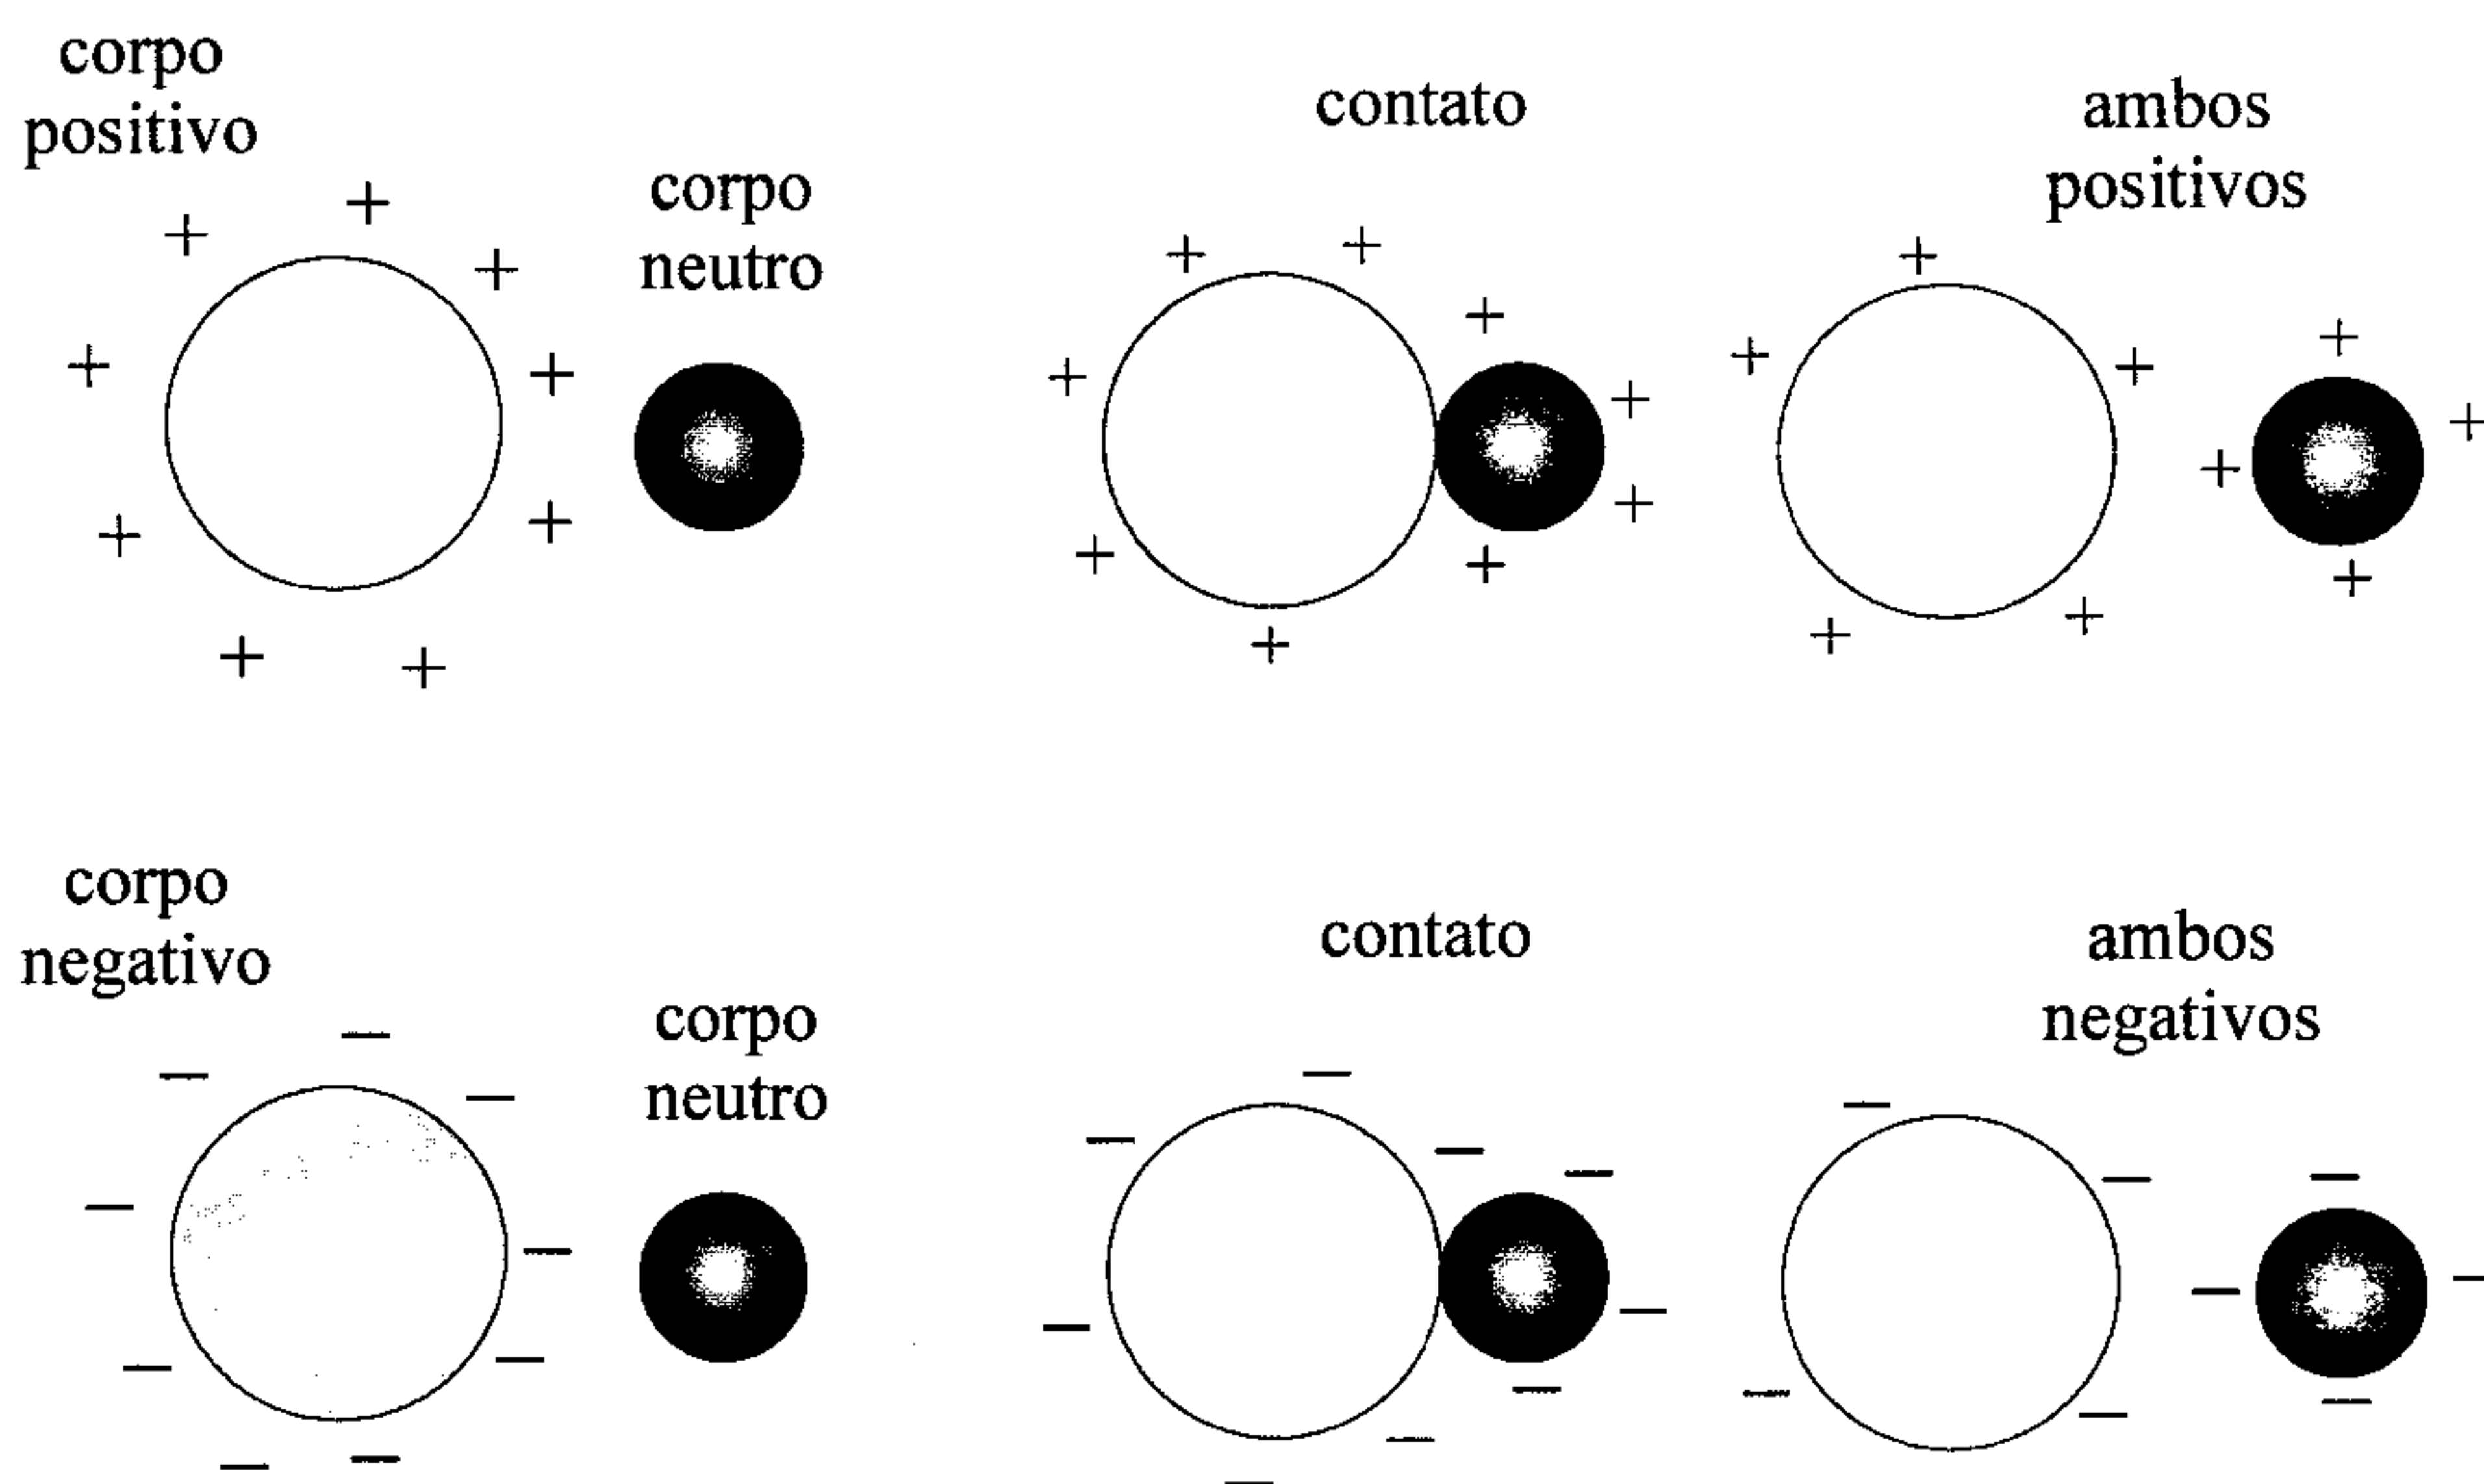 corpo
positivo
corpo
neutro
contato
ambos
positivos
corpo
negativo
corpo
neutro
contato
ambos
negativos